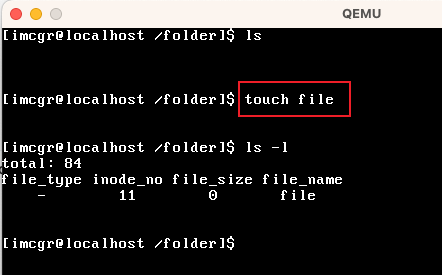 QEMU
[imcgr@localhost /folder]$ ls
[imcgr@localhost /folder]$ touch file
[imcgr@localhost /folder]$ ls -l
total: 84
file_type inode_no file_size file_name
- 11 0 file
[imcgr@localhost /folder]$